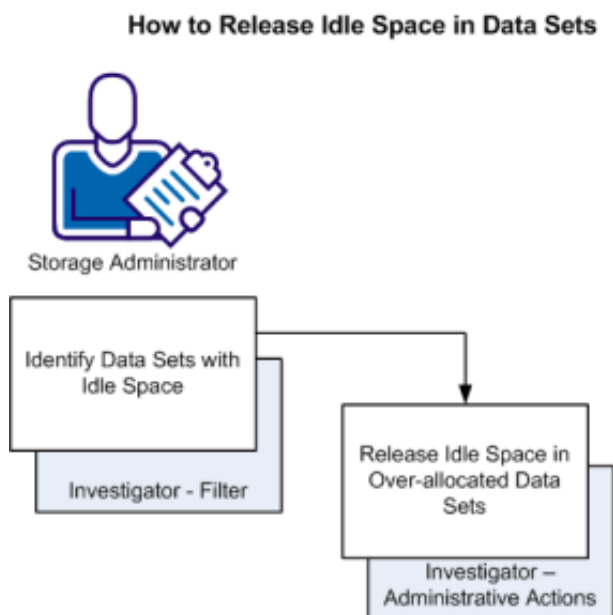 How to Release Idle Space in Data Sets
Storage Administrator
Identify Data Sets with
Idle Space
Investigator - Filter
Release Idle Space in
Over-allocated Data
Sets
Investigator –
Administrative Actions